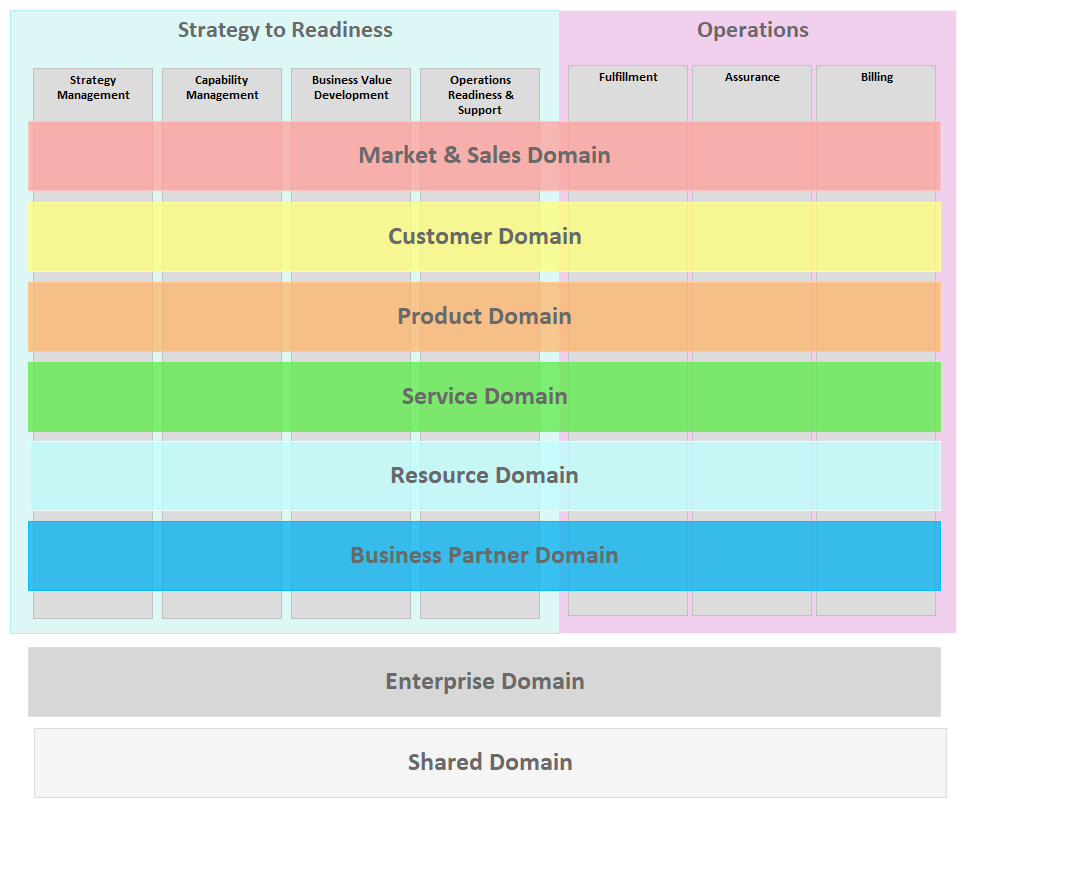 Strategy to Readiness
Operations
Strategy
Management
Capability
Management
Business Value
Development
Operations
Readiness &
Support
Fulfillment
Assurance
Billing
Market & Sales Domain
Customer Domain
Product Domain
Service Domain
Resource Domain
Business Partner Domain
Enterprise Domain
Shared Domain